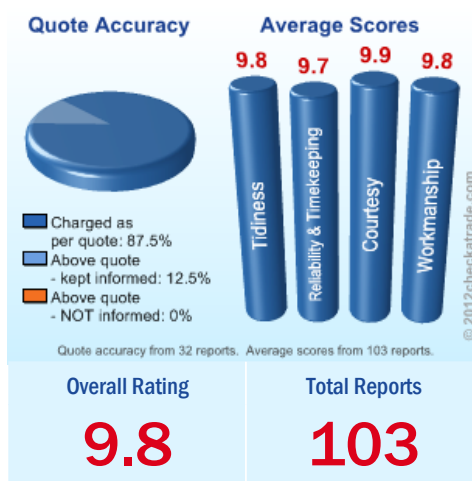 Quote Accuracy
Charged as
per quote: 87.5%
Above quote
- kept informed: 12.5%
Above quote
- NOT informed: 0%
Average Scores
9.8
9.7
9.9
9.8
Tidiness
Reliability & Timekeeping
Courtesy
Workmanship
© 2012checkatrade.com
Quote accuracy from 32 reports. Average scores from 103 reports.
Overall Rating
9.8
Total Reports
103